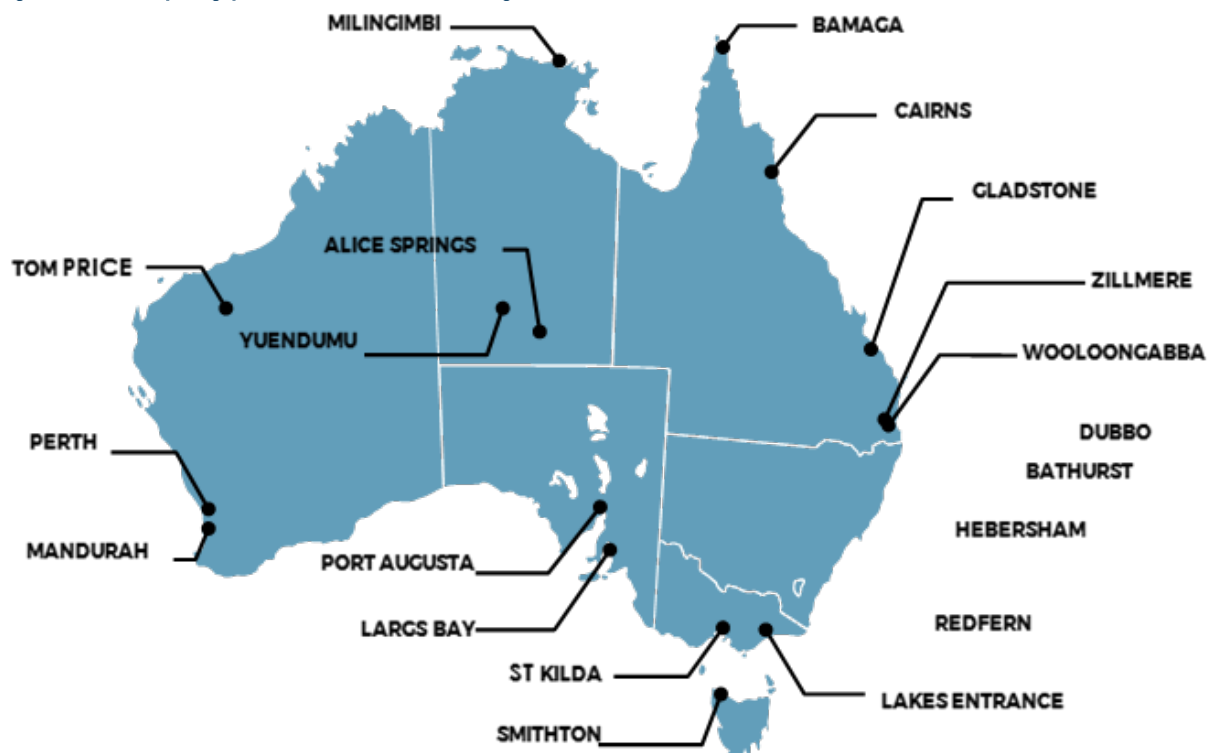 MILINGIMBI
BAMAGA
CAIRNS
GLADSTONE
ALICE SPRINGS
TOM PRICE
ZILLMERE
YUENDUMU
WOOLOONGABBA
DUBBO
PERTH
BATHURST
HEBERSHAM
MANDURAH
PORT AUGUSTA
REDFERN
LARGS BAY
ST KILDA
LAKES ENTRANCE
SMITHTON